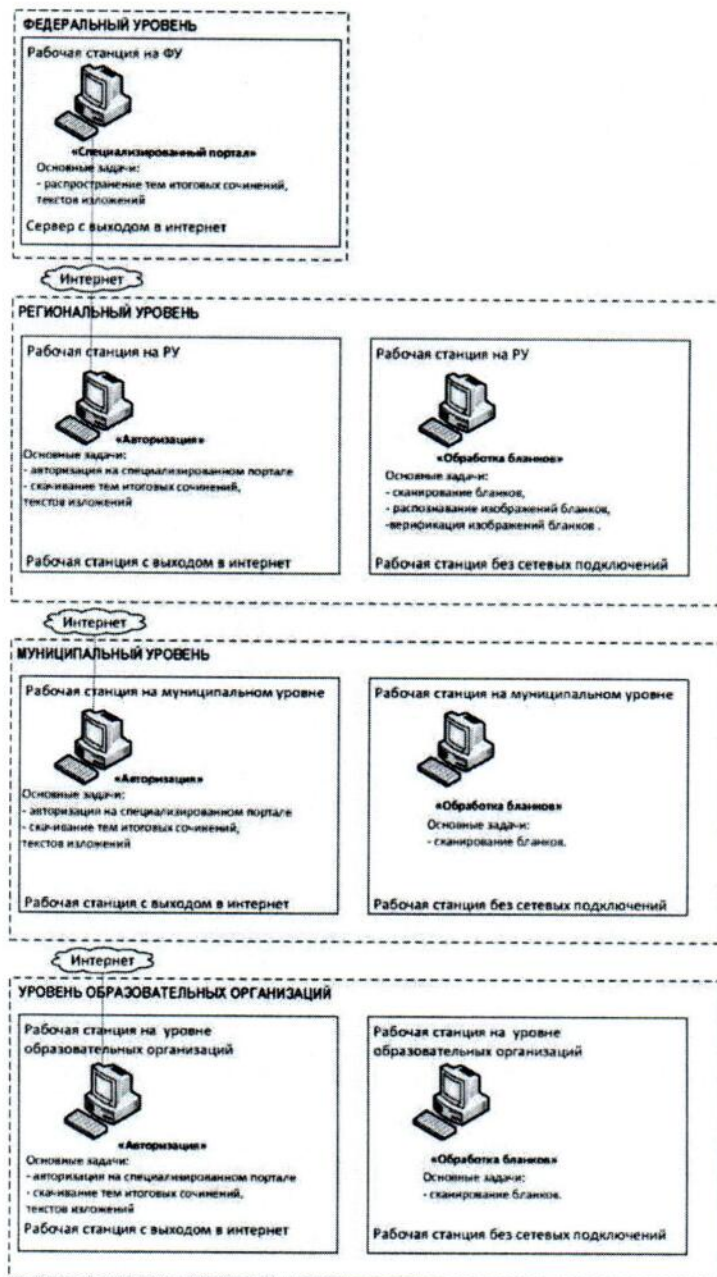 ФЕДЕРАЛЬНЫЙ УРОВЕНЬ
Рабочая станция на ФУ
«Специализированный портал»
Основные задачи:
- распространение тем итоговых сочинений,
текстов изложений
Сервер с выходом в интернет
Интернет
РЕГИОНАЛЬНЫЙ УРОВЕНЬ
Рабочая станция на РУ
«Авторизация»
Основные задачи:
- авторизация на специализированном портале
- скачивание тем итоговых сочинений,
текстов изложений
Рабочая станция с выходом в интернет
Рабочая станция на РУ
«Обработка бланков»
Основные задачи:
- сканирование бланков,
- распознавание изображений бланков,
-верификация изображений бланков .
Рабочая станция без сетевых подключений
Интернет
МУНИЦИПАЛЬНЫЙ УРОВЕНЬ
Рабочая станция на муниципальном уровне
«Авторизация»
Основные задачи:
- авторизация на специализированном портале
- скачивание тем итоговых сочинений,
текстов изложений
Рабочая станция с выходом в интернет
Рабочая станция на муниципальном уровне
«Обработка бланков»
Основные задачи:
- сканирование бланков.
Рабочая станция без сетевых подключений
Интернет
УРОВЕНЬ ОБРАЗОВАТЕЛЬНЫХ ОРГАНИЗАЦИЙ
Рабочая станция на уровне
образовательных организаций
«Авторизация»
Основные задачи:
- авторизация на специализированном портале
- скачивание тем итоговых сочинений,
текстов изложений
Рабочая станция с выходом в интернет
Рабочая станция на уровне
образовательных организаций
«Обработка бланков»
Основные задачи:
- сканирование бланков.
Рабочая станция без сетевых подключений